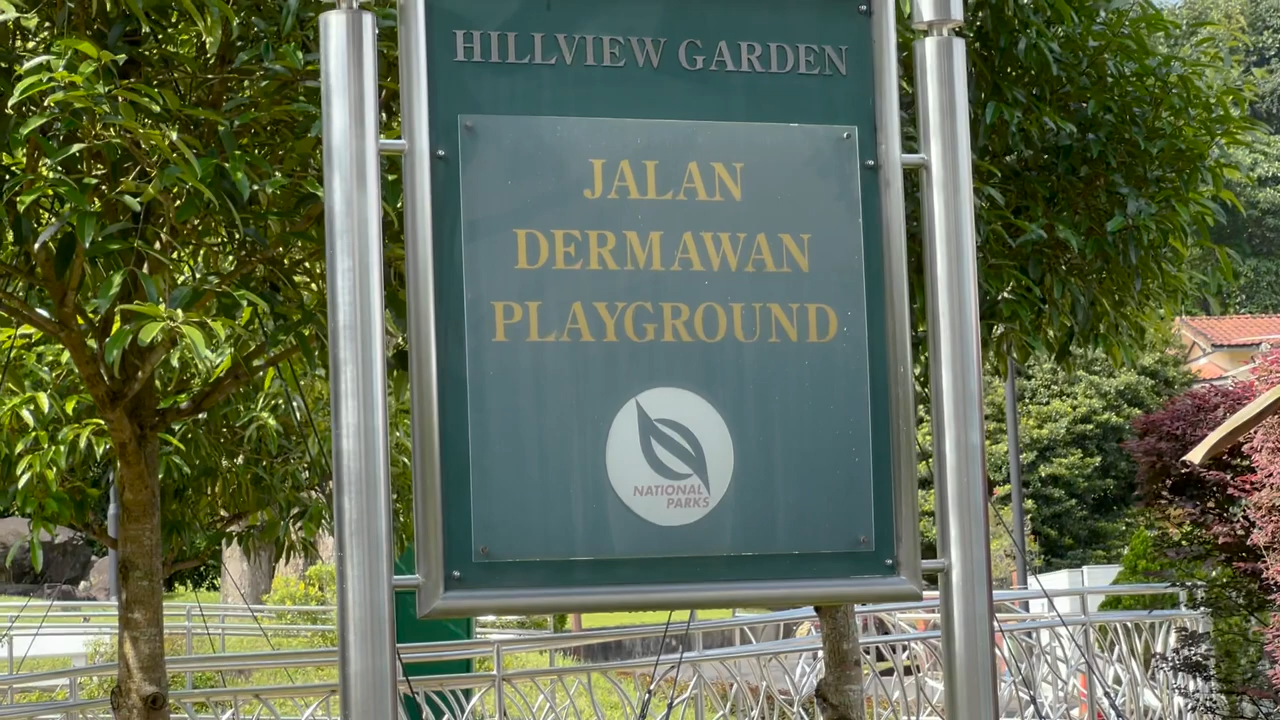 HILLVIEW GARDEN
JALAN
DERMAWAN
PLAYGROUND
NATIONAL
PARKS